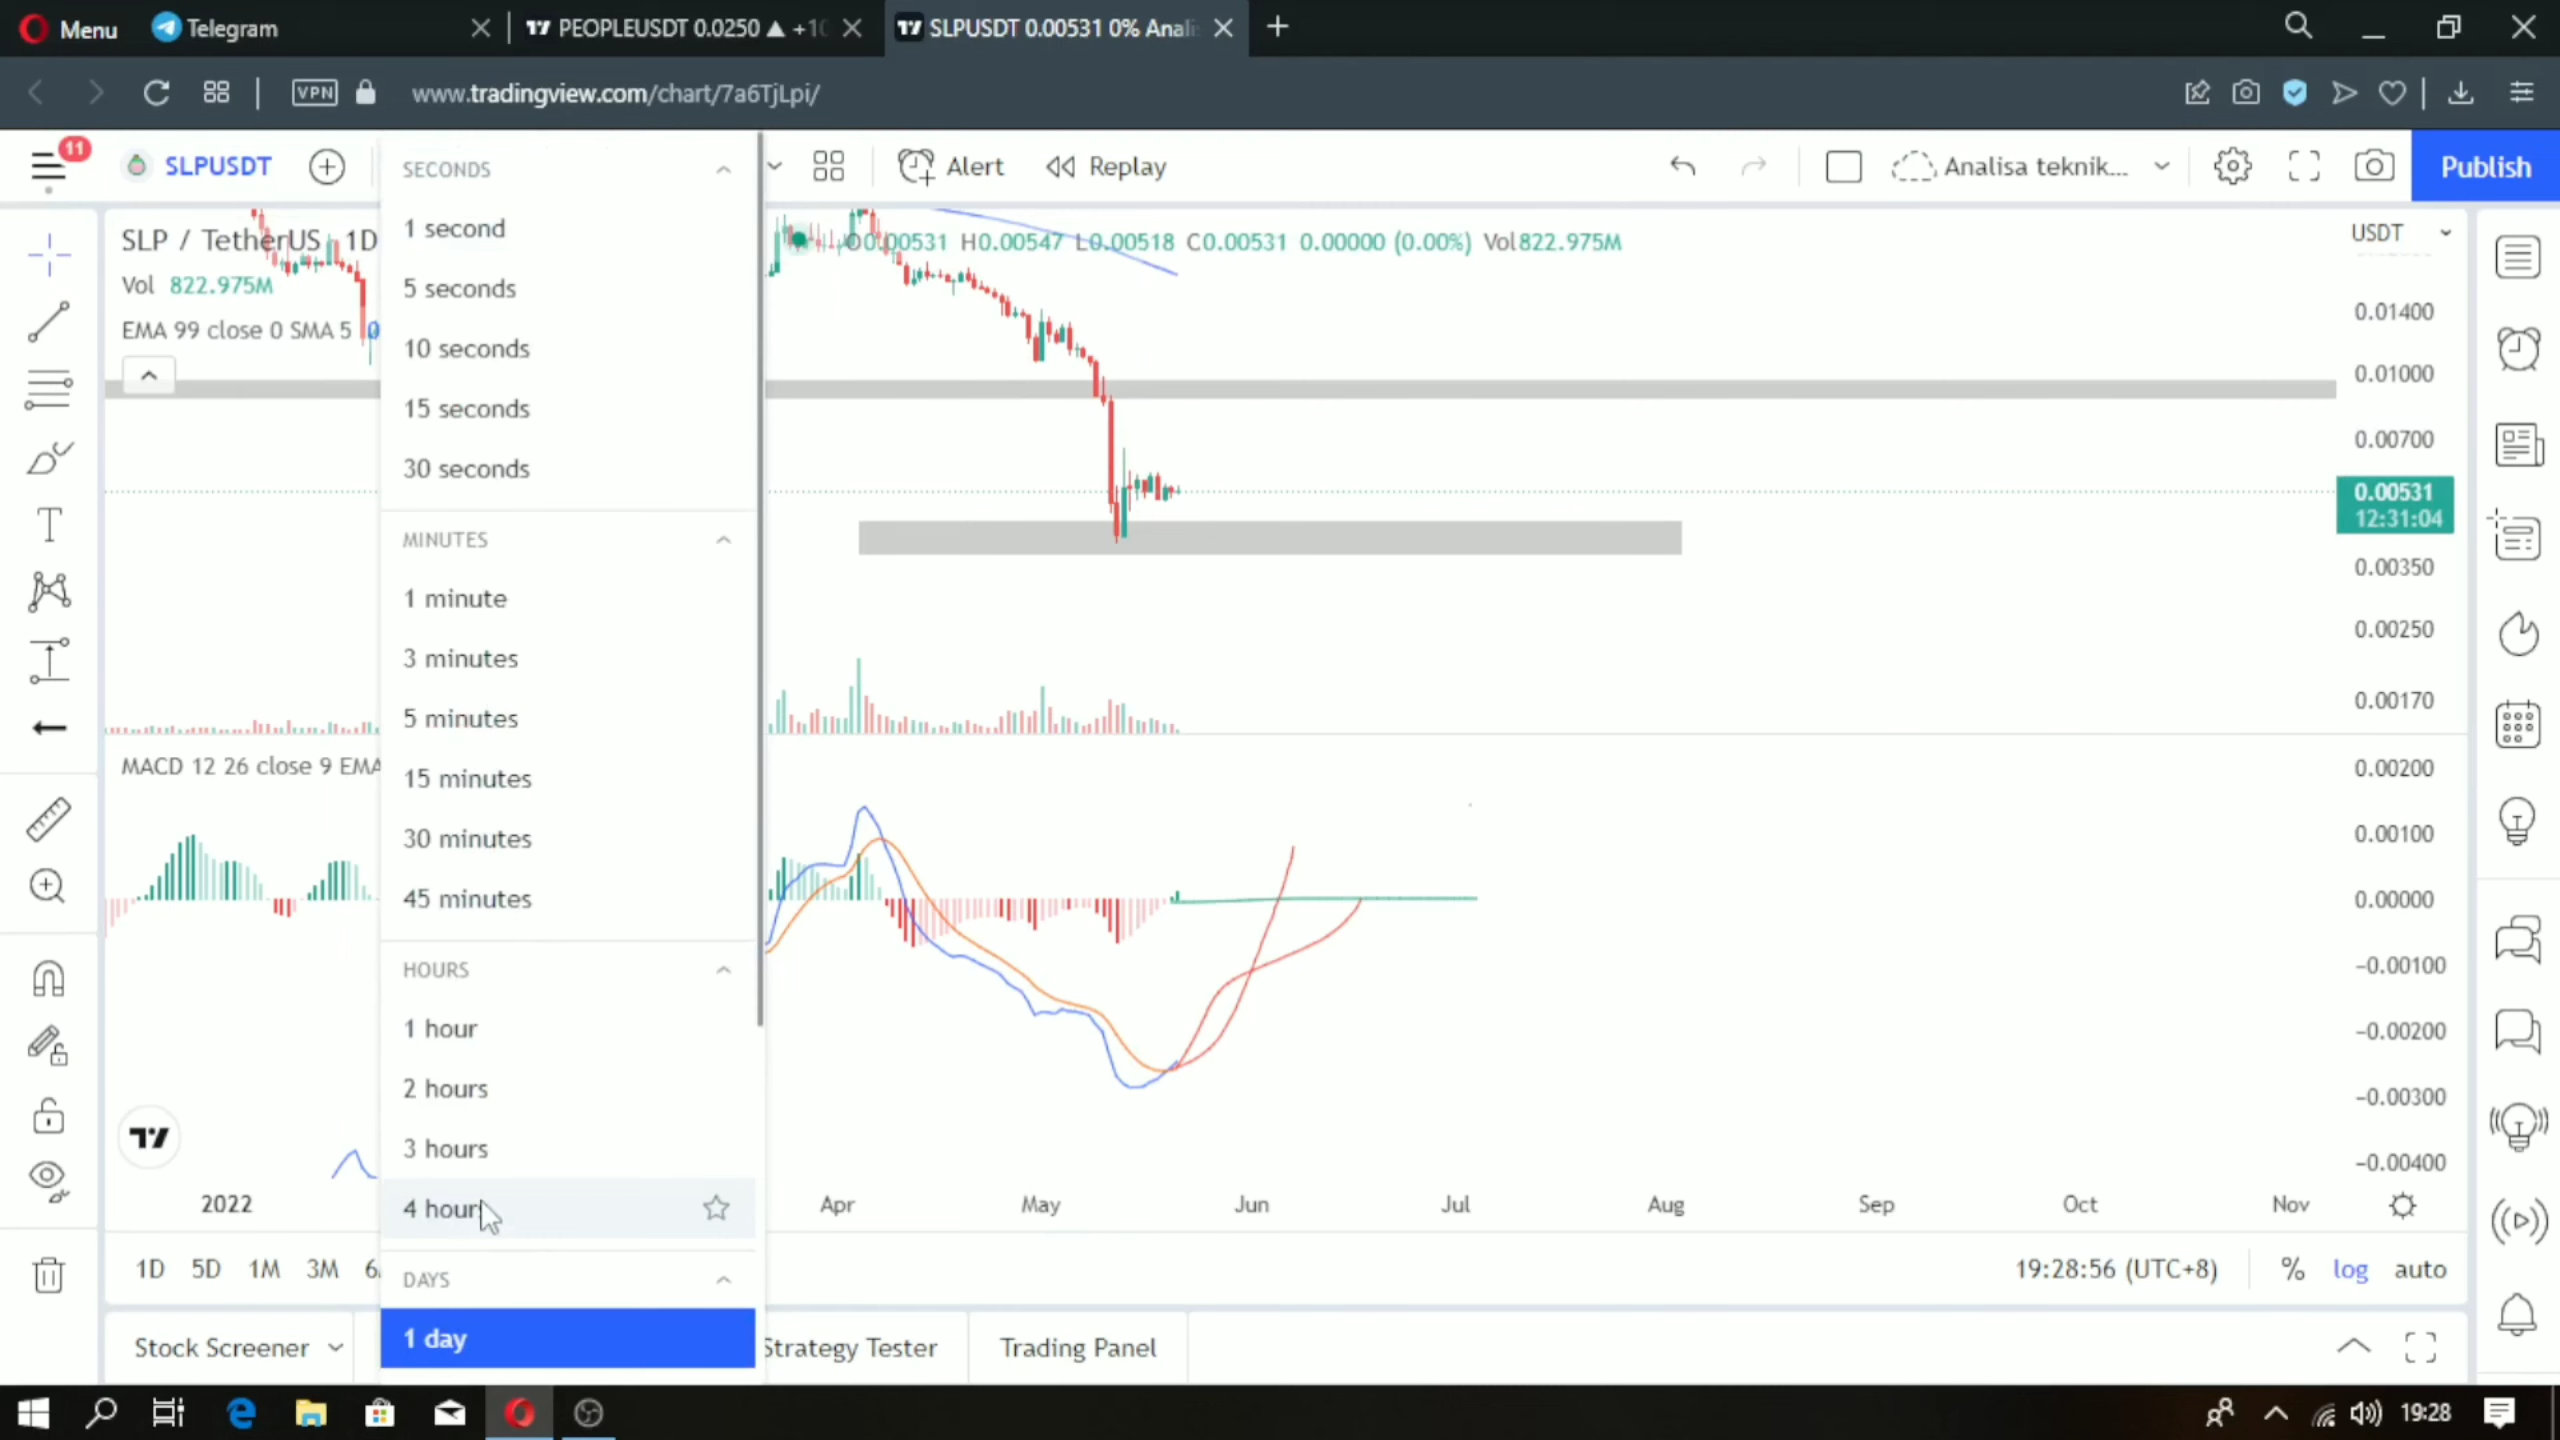 Menu
Telegram
PEOPLEUSDT 0.0250 ▲ +10
SLPUSDT 0.00531 0% Anali
VPN
www.tradingview.com/chart/7a6TjLpi/
11
SLPUSDT
Alert
Replay
Analisa teknik...
Publish
SLP / TetherUS 1D
O0.00531 H0.00547 L0.00518 C0.00531 0.00000 (0.00%) Vol822.975M
Vol 822.975M
EMA 99 close 0 SMA 5
SECONDS
1 second
5 seconds
10 seconds
15 seconds
30 seconds
MINUTES
1 minute
3 minutes
5 minutes
15 minutes
30 minutes
45 minutes
HOURS
1 hour
2 hours
3 hours
4 hours
DAYS
1 day
USDT
0.01400
0.01000
0.00700
0.00531
12:31:04
0.00350
0.00250
0.00170
MACD 12 26 close 9 EMA
0.00200
0.00100
0.00000
-0.00100
-0.00200
-0.00300
-0.00400
2022
Apr
May
Jun
Jul
Aug
Sep
Oct
Nov
1D 5D 1M 3M
19:28:56 (UTC+8)
% log auto
Stock Screener
Strategy Tester
Trading Panel
19:28